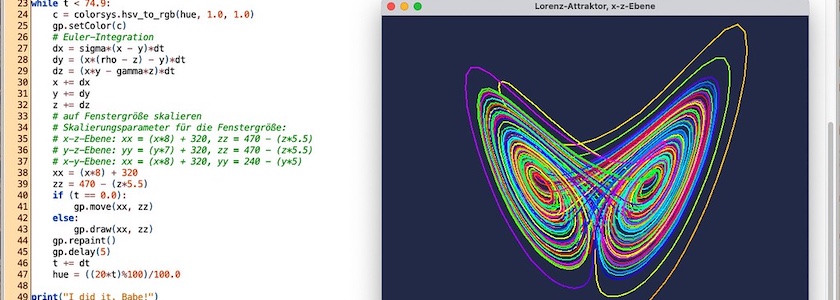 23 while t < 74.9:
24 c = colorsys.hsv_to_rgb(hue, 1.0, 1.0)
25 gp.setColor(c)
26 # Euler-Integration
27 dx = sigma*(x - y)*dt
28 dy = (x*(rho - z) - y)*dt
29 dz = (x*y - gamma*z)*dt
30 x += dx
31 y += dy
32 z += dz
33 # auf Fenstergröße skalieren
34 # Skalierungsparameter für die Fenstergröße:
35 # x-z-Ebene: xx = (x*8) + 320, zz = 470 - (z*5.5)
36 # y-z-Ebene: yy = (y*7) + 320, zz = 470 - (z*5.5)
37 # x-y-Ebene: xx = (x*8) + 320, yy = 240 - (y*5)
38 xx = (x*8) + 320
39 zz = 470 - (z*5.5)
40 if (t == 0.0):
41 gp.move(xx, zz)
42 else:
43 gp.draw(xx, zz)
44 gp.repaint()
45 gp.delay(5)
46 t += dt
47 hue = ((20*t)%100)/100.0
48
49 print("I did it, Babe!")
Lorenz-Attraktor, x-z-Ebene